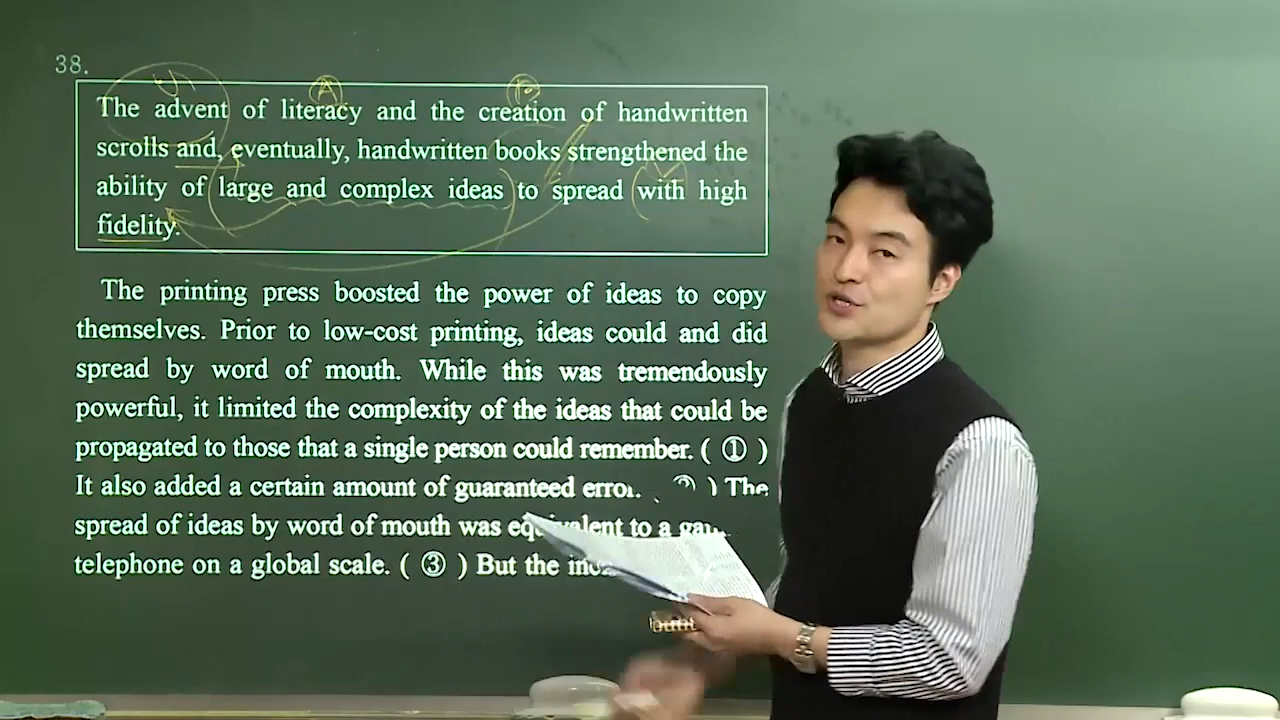 38.
The advent of literacy and the creation of handwritten
scrolls and, eventually, handwritten books strengthened the
ability of large and complex ideas to spread with high
fidelity.
The printing press boosted the power of ideas to copy
themselves. Prior to low-cost printing, ideas could and did
spread by word of mouth. While this was tremendously
powerful, it limited the complexity of the ideas that could be
propagated to those that a single person could remember. ( ① )
It also added a certain amount of guaranteed error. ( ② ) The
spread of ideas by word of mouth was equivalent to a
telephone on a global scale. ( ③ ) But the